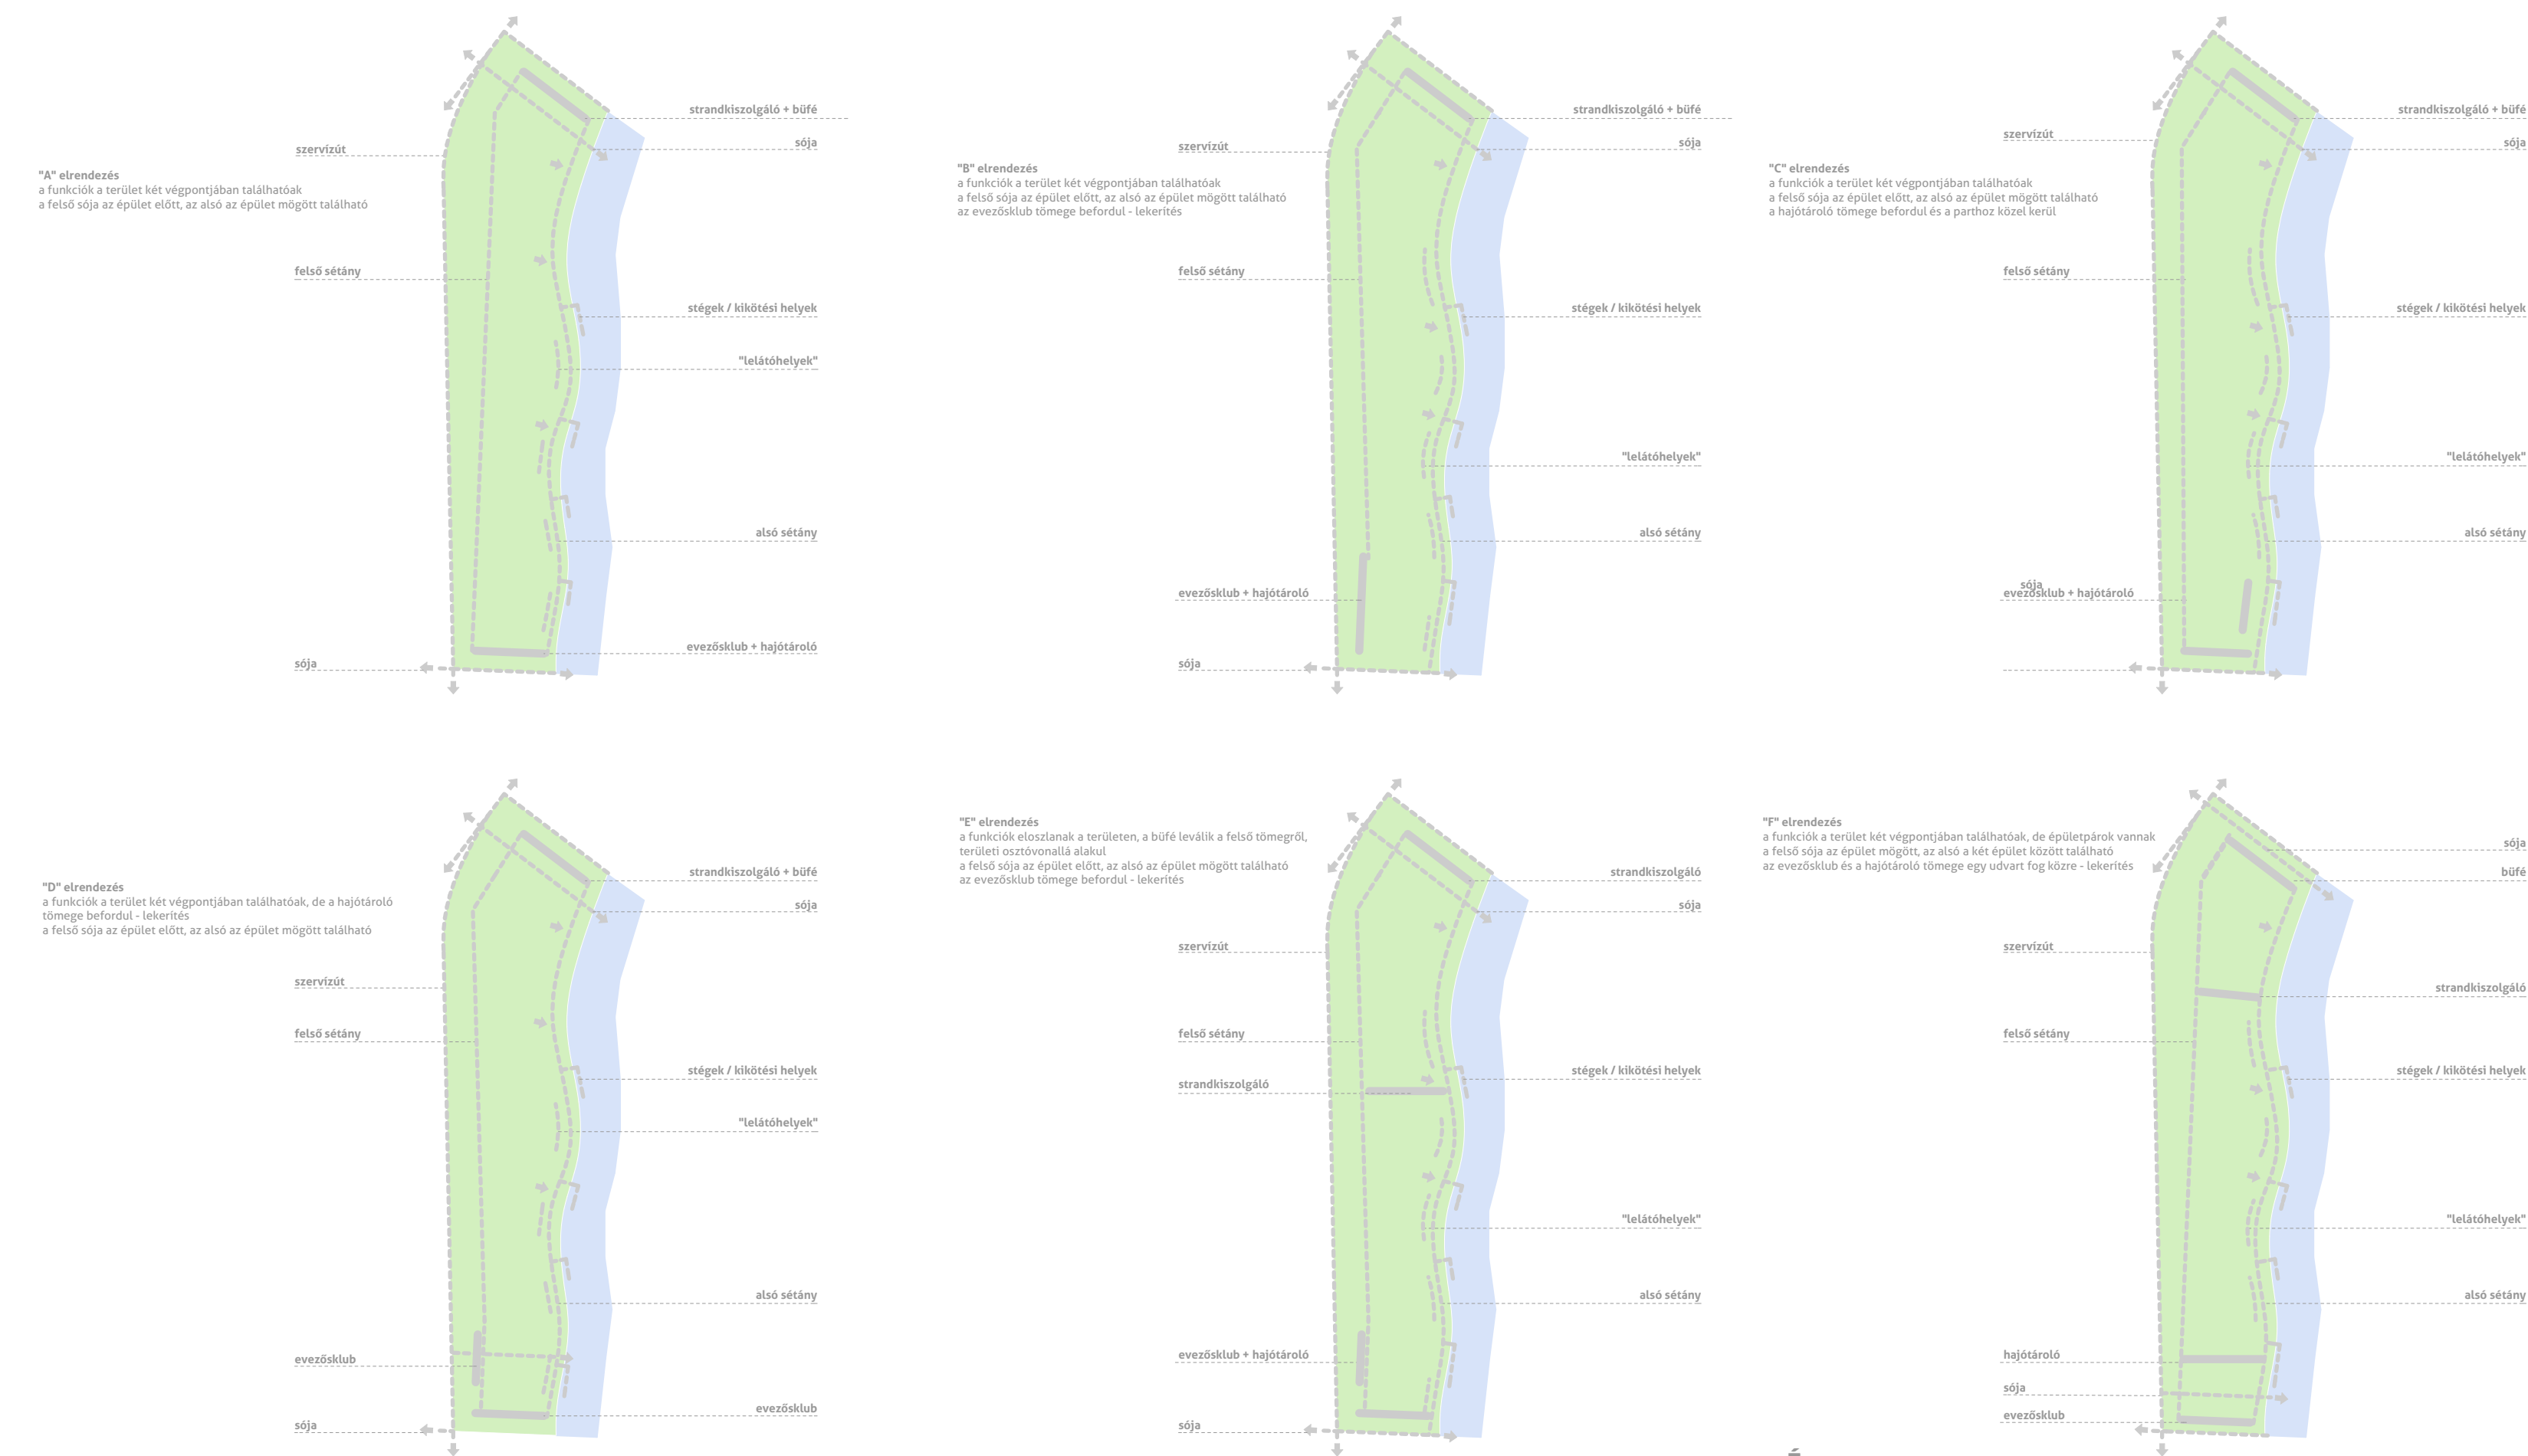 strandkiszolgáló + büfé
sója
szervízút
"A" elrendezés
a funkciók a terület két végpontjában találhatóak
a felső sója az épület előtt, az alsó az épület mögött található
felső sétány
stégek / kikötési helyek
"lelátóhelyek"
alsó sétány
evezősklub + hajótároló
sója
strandkiszolgáló + büfé
sója
szervízút
"B" elrendezés
a funkciók a terület két végpontjában találhatóak
a felső sója az épület előtt, az alsó az épület mögött található
az evezősklub tömege befordul - lekerítés
felső sétány
stégek / kikötési helyek
"lelátóhelyek"
alsó sétány
evezősklub + hajótároló
sója
strandkiszolgáló + büfé
szervízút
sója
"C" elrendezés
a funkciók a terület két végpontjában találhatóak
a felső sója az épület előtt, az alsó az épület mögött található
a hajótároló tömege befordul és a parthoz közel kerül
felső sétány
stégek / kikötési helyek
"lelátóhelyek"
alsó sétány
sója
evezősklub + hajótároló
strandkiszolgáló + büfé
"D" elrendezés
a funkciók a terület két végpontjában találhatóak, de a hajótároló
tömege befordul - lekerítés
a felső sója az épület előtt, az alsó az épület mögött található
sója
szervízút
felső sétány
stégek / kikötési helyek
"lelátóhelyek"
alsó sétány
evezősklub
evezősklub
sója
"E" elrendezés
a funkciók eloszlanak a területen, a büfé leválik a felső tömegről,
területi osztóvonallá alakul
a felső sója az épület előtt, az alsó az épület mögött található
az evezősklub tömege befordul - lekerítés
strandkiszolgáló
sója
szervízút
felső sétány
stégek / kikötési helyek
strandkiszolgáló
"lelátóhelyek"
alsó sétány
evezősklub + hajótároló
sója
"F" elrendezés
a funkciók a terület két végpontjában találhatóak, de épületpárok vannak
a felső sója az épület mögött, az alsó a két épület között található
az evezősklub és a hajótároló tömege egy udvart fog közre - lekerítés
sója
büfé
szervízút
strandkiszolgáló
felső sétány
stégek / kikötési helyek
"lelátóhelyek"
alsó sétány
hajótároló
sója
evezősklub